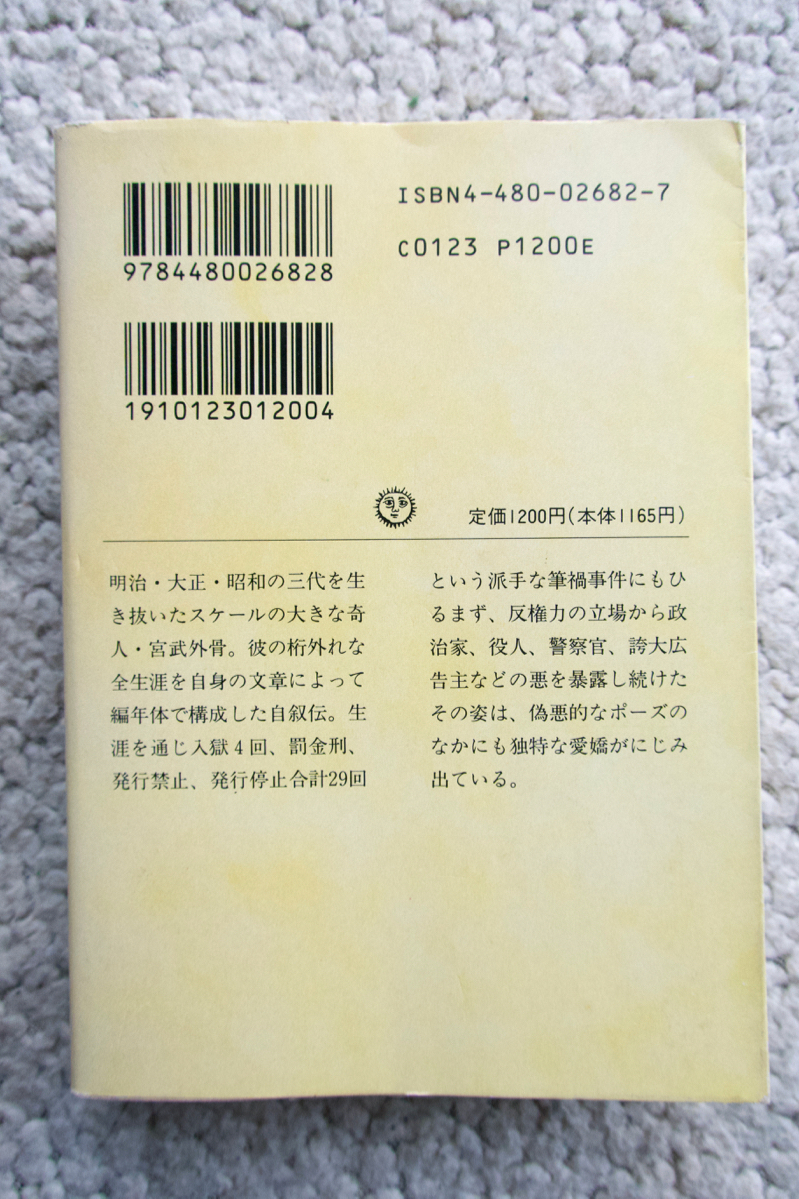 9784480026828
1910123012004
ISBN4-480-02682-7
C0123 P1200E
定価1200円(本体1165円)
明治・大正・昭和の三代を生
き抜いたスケールの大きな奇
人・宮武外骨。彼の桁外れな
全生涯を自身の文章によって
編年体で構成した自叙伝。生
涯を通じ入獄4回、罰金刑、
発行禁止、発行停止合計29回
という派手な筆禍事件にもひ
るまず、反権力の立場から政
治家、役人、警察官、誇大広
告主などの悪を暴露し続けた
その姿は、偽悪的なポーズの
なかにも独特な愛嬌がにじみ
出ている。